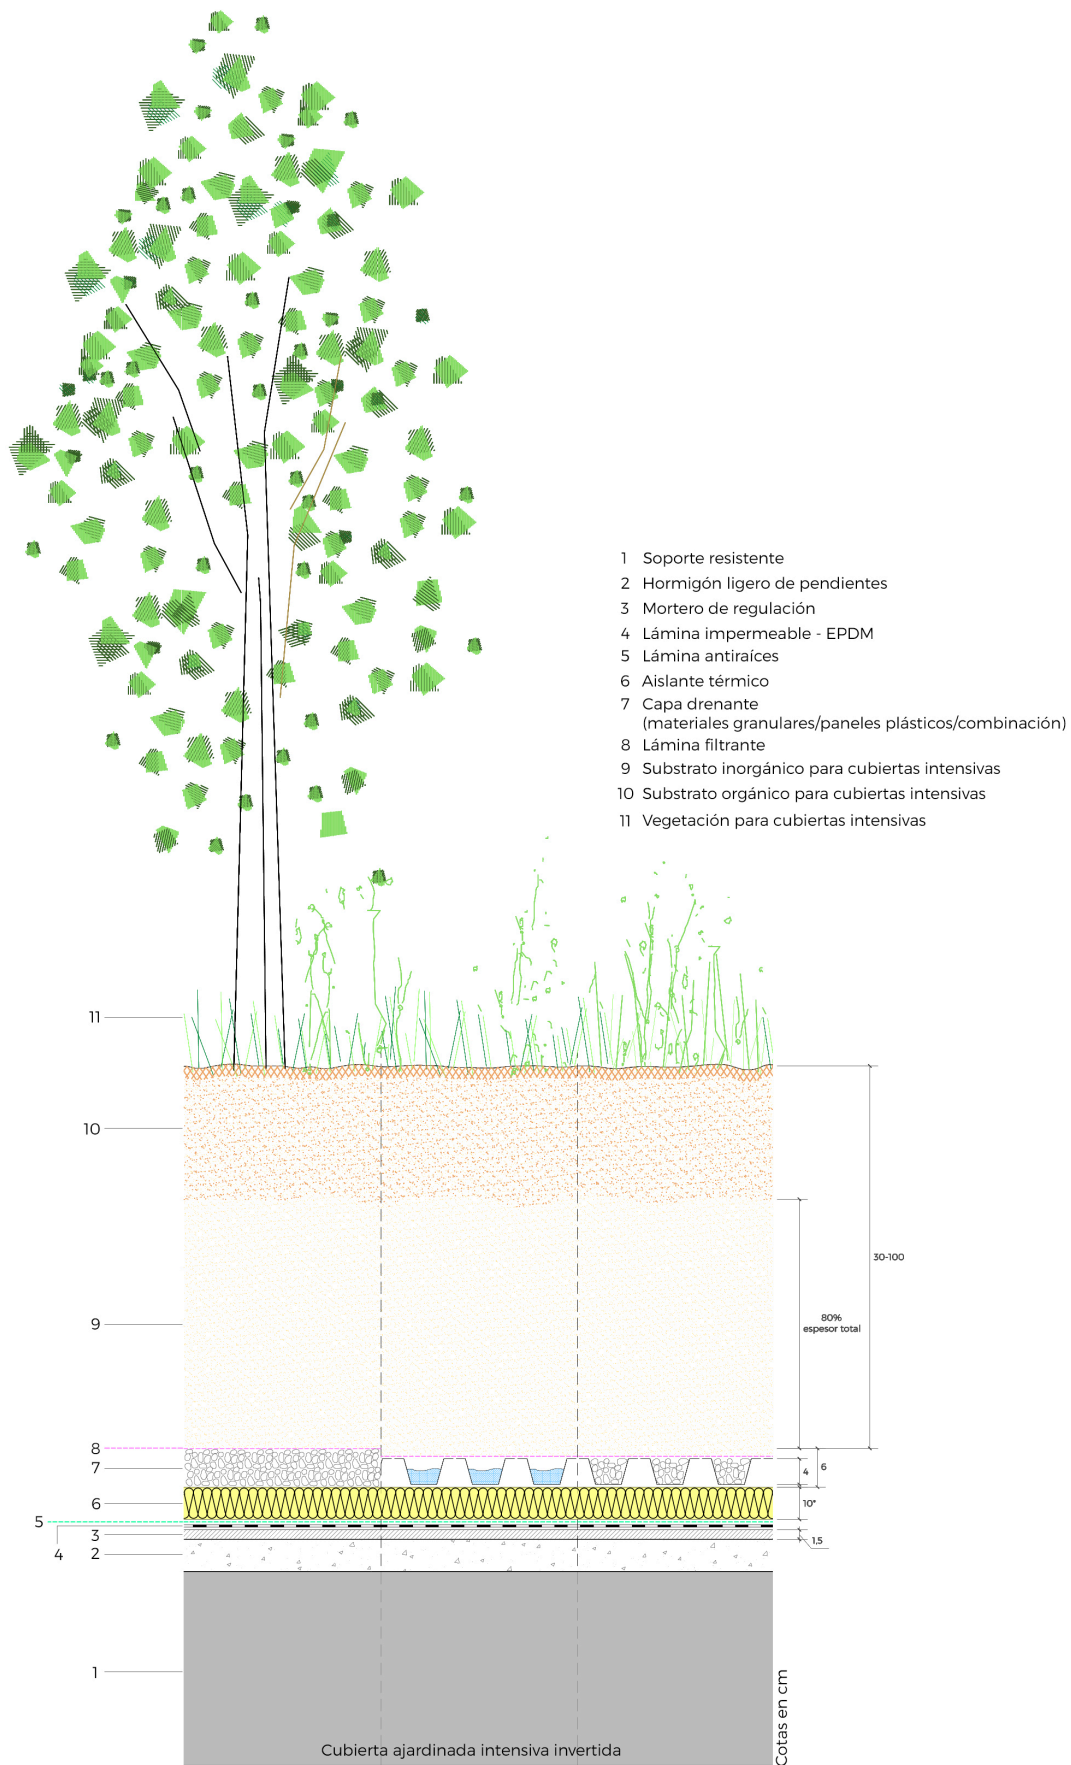 1 Soporte resistente
2 Hormigón ligero de pendientes
3 Mortero de regulación
4 Lámina impermeable - EPDM
5 Lámina antiraíces
6 Aislante térmico
7 Capa drenante
(materiales granulares/paneles plásticos/combinación)
8 Lámina filtrante
9 Substrato inorgánico para cubiertas intensivas
10 Substrato orgánico para cubiertas intensivas
11 Vegetación para cubiertas intensivas
11
10
30-100
9
80%
espesor total
8
7
4
6
6
10*
5
3
1,5
4
2
1
Cotas en cm
Cubierta ajardinada intensiva invertida